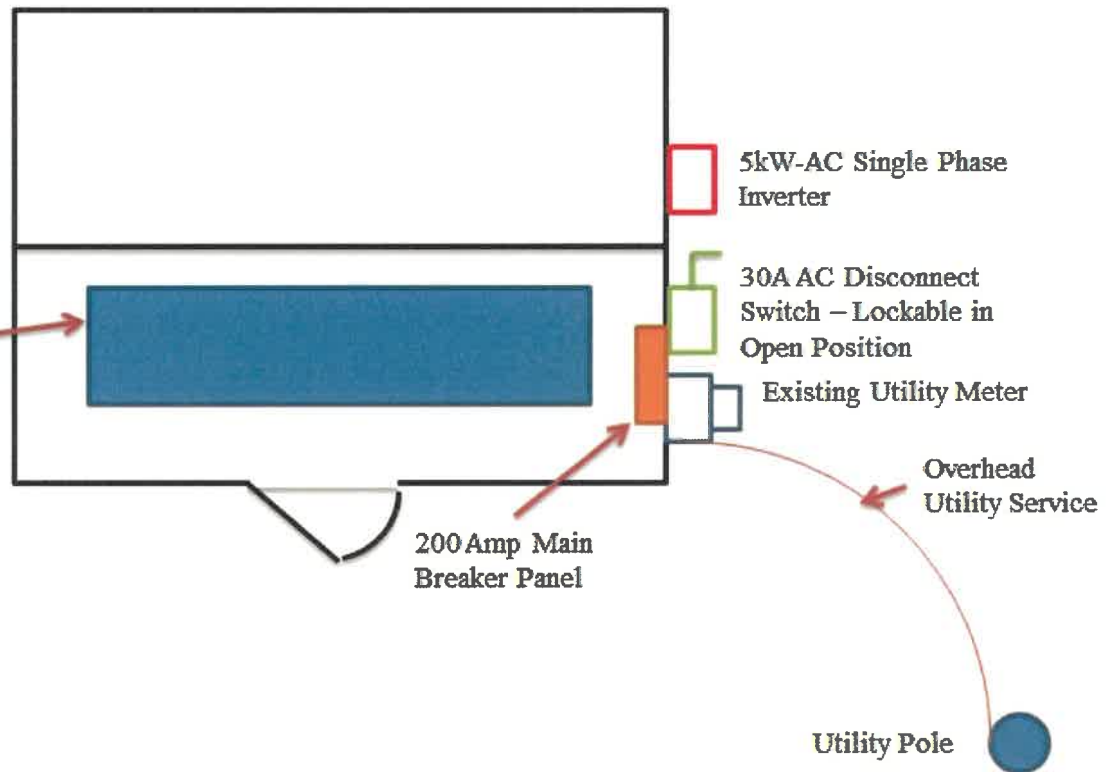 5kW-AC Single Phase
Inverter
30A AC Disconnect
Switch – Lockable in
Open Position
Existing Utility Meter
Overhead
Utility Service
200 Amp Main
Breaker Panel
Utility Pole